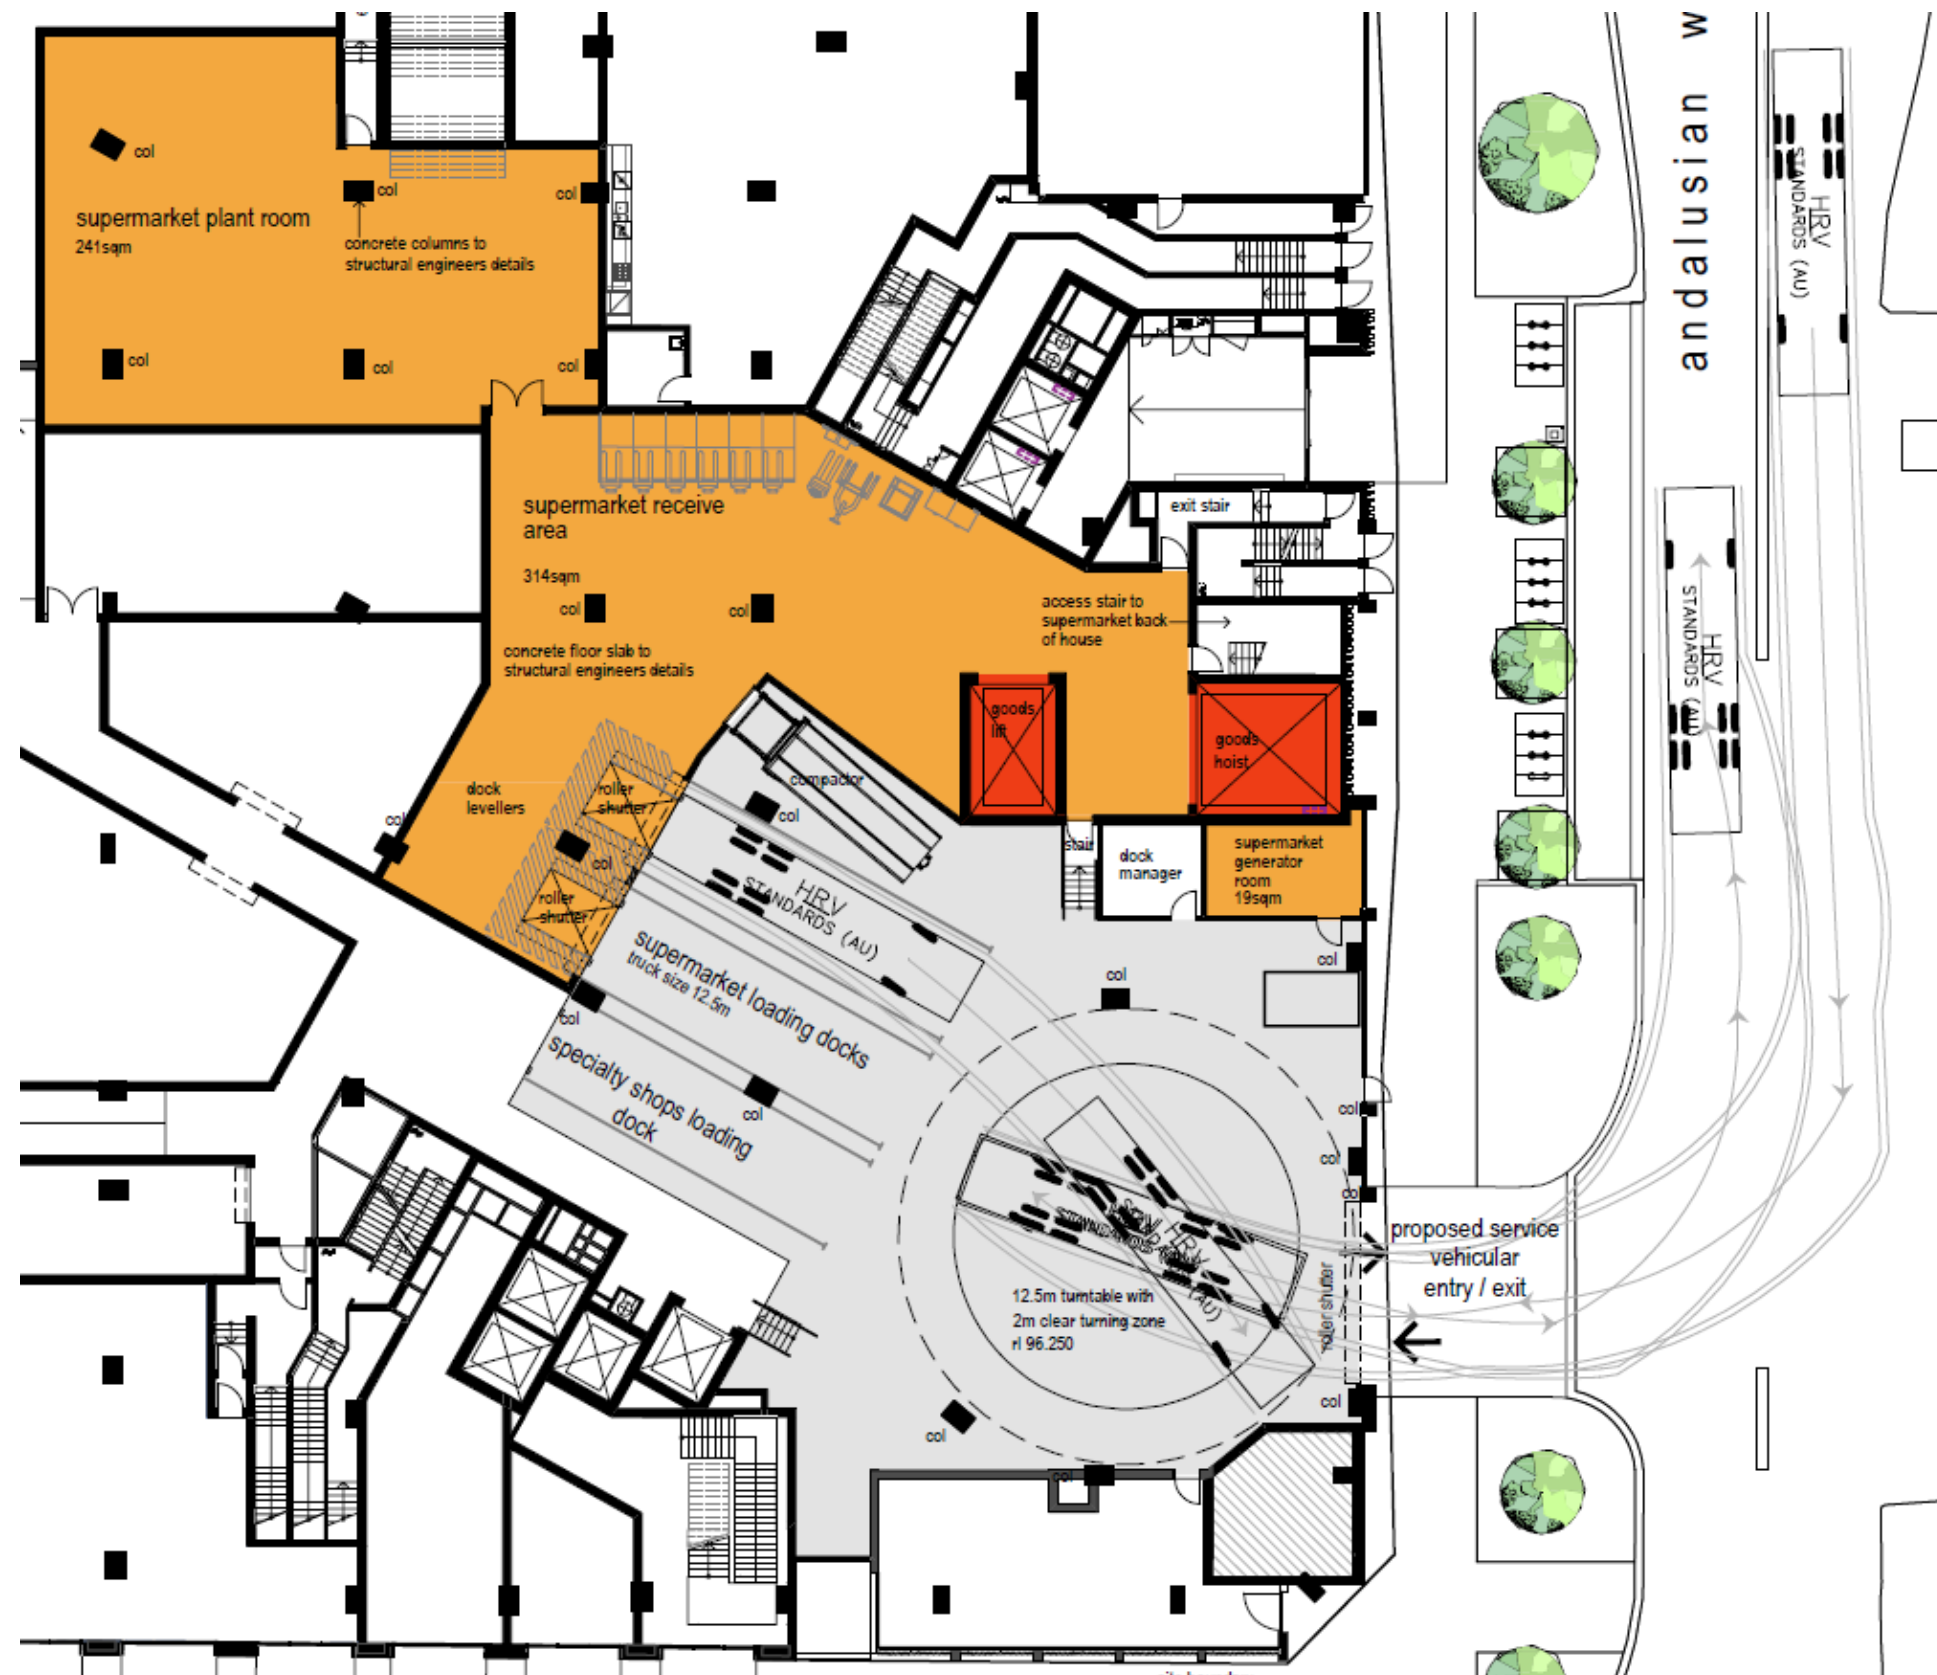 andalusian w
HRV
STANDARDS (AU)
col
col
col
supermarket plant room
241sqm
concrete columns to
structural engineers details
col
col
col
supermarket receive
area
314sqm
exit stair
col
col
access stair to
supermarket back
of house
concrete floor slab to
structural engineers details
HRV
STANDARDS (AU)
goods
lift
goods
hoist
compactor
dock
levellers
roller
shutter
col
col
col
stair
dock
manager
supermarket
generator
room
19sqm
roller
shutter
HRV
STANDARDS (AU)
supermarket loading docks
truck size 12.5m
col
col
col
specialty shops loading
dock
col
col
col
col
proposed service
vehicular
entry / exit
HRV
(AU)
roller shutter
12.5m turntable with
2m clear turning zone
rl 96.250
col
col
col